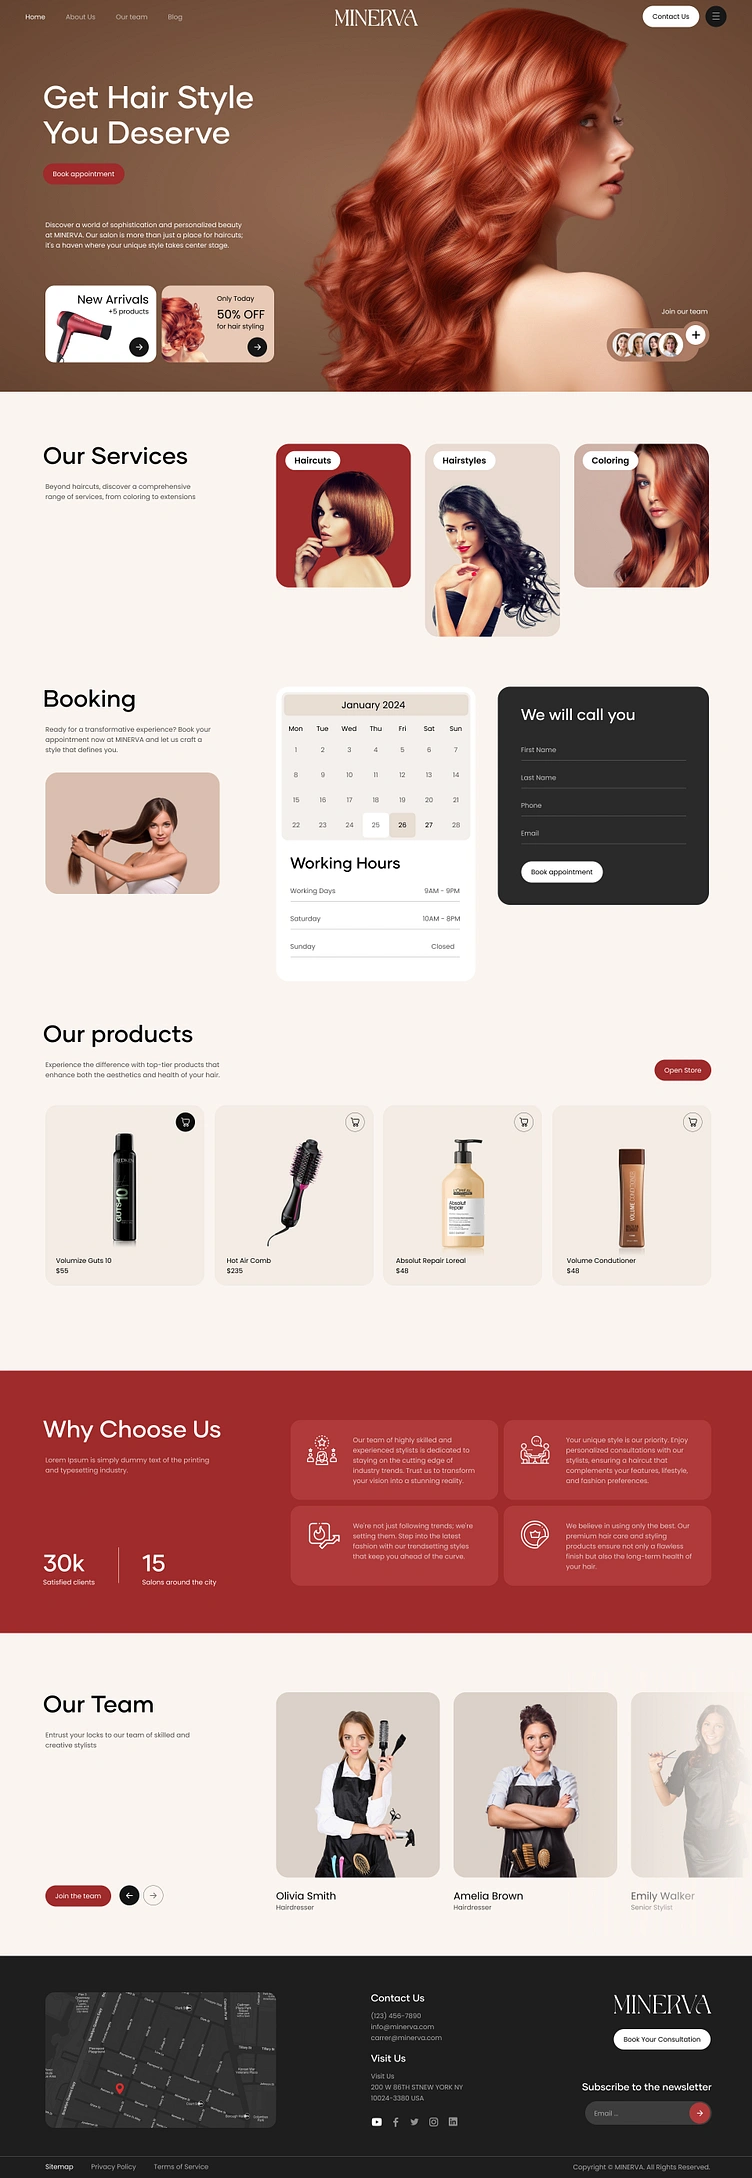 Home
About Us
Our team
Blog
MINERVA
Contact Us
Get Hair Style
You Deserve
Book appointment
Discover a world of sophistication and personalized beauty
at MINERVA. Our salon is more than just a place for haircuts;
it's a haven where your unique style takes center stage.
New Arrivals
+5 products
Only Today
50% OFF
for hair styling
Join our team
Our Services
Beyond haircuts, discover a comprehensive
range of services, from coloring to extensions
Haircuts
Hairstyles
Coloring
Booking
Ready for a transformative experience? Book your
appointment now at MINERVA and let us craft a
style that defines you.
January 2024
Mon Tue Wed Thu Fri Sat Sun
1 2 3 4 5 6 7
8 9 10 11 12 13 14
15 16 17 18 19 20 21
22 23 24 25 26 27 28
Working Hours
Working Days 9AM - 9PM
Saturday 10AM - 8PM
Sunday Closed
We will call you
First Name
Last Name
Phone
Email
Book appointment
Our products
Experience the difference with top-tier products that
enhance both the aesthetics and health of your hair.
Open Store
GUTS 10
Volumize Guts 10
$55
Hot Air Comb
$235
Absolut
Repair
Absolut Repair Loreal
$48
VOLUME CONDITIONER
Volume Condutioner
$48
Why Choose Us
Lorem Ipsum is simply dummy text of the printing
and typesetting industry.
30k
Satisfied clients
15
Salons around the city
Our team of highly skilled and
experienced stylists is dedicated to
staying on the cutting edge of
industry trends. Trust us to transform
your vision into a stunning reality.
Your unique style is our priority. Enjoy
personalized consultations with our
stylists, ensuring a haircut that
complements your features, lifestyle,
and fashion preferences.
We're not just following trends; we're
setting them. Step into the latest
fashion with our trendsetting styles
that keep you ahead of the curve.
We believe in using only the best. Our
premium hair care and styling
products ensure not only a flawless
finish but also the long-term health of
your hair.
Our Team
Entrust your locks to our team of skilled and
creative stylists
Join the team
Olivia Smith
Hairdresser
Amelia Brown
Hairdresser
Emily Walker
Senior Stylist
Contact Us
(123) 456-7890
info@minerva.com
carrer@minerva.com
Visit Us
Visit Us
200 W 86TH STNEW YORK NY
10024-3380 USA
MINERVA
Book Your Consultation
Subscribe to the newsletter
Email ...
Sitemap
Privacy Policy
Terms of Service
Copyright © MINERVA. All Rights Reserved.